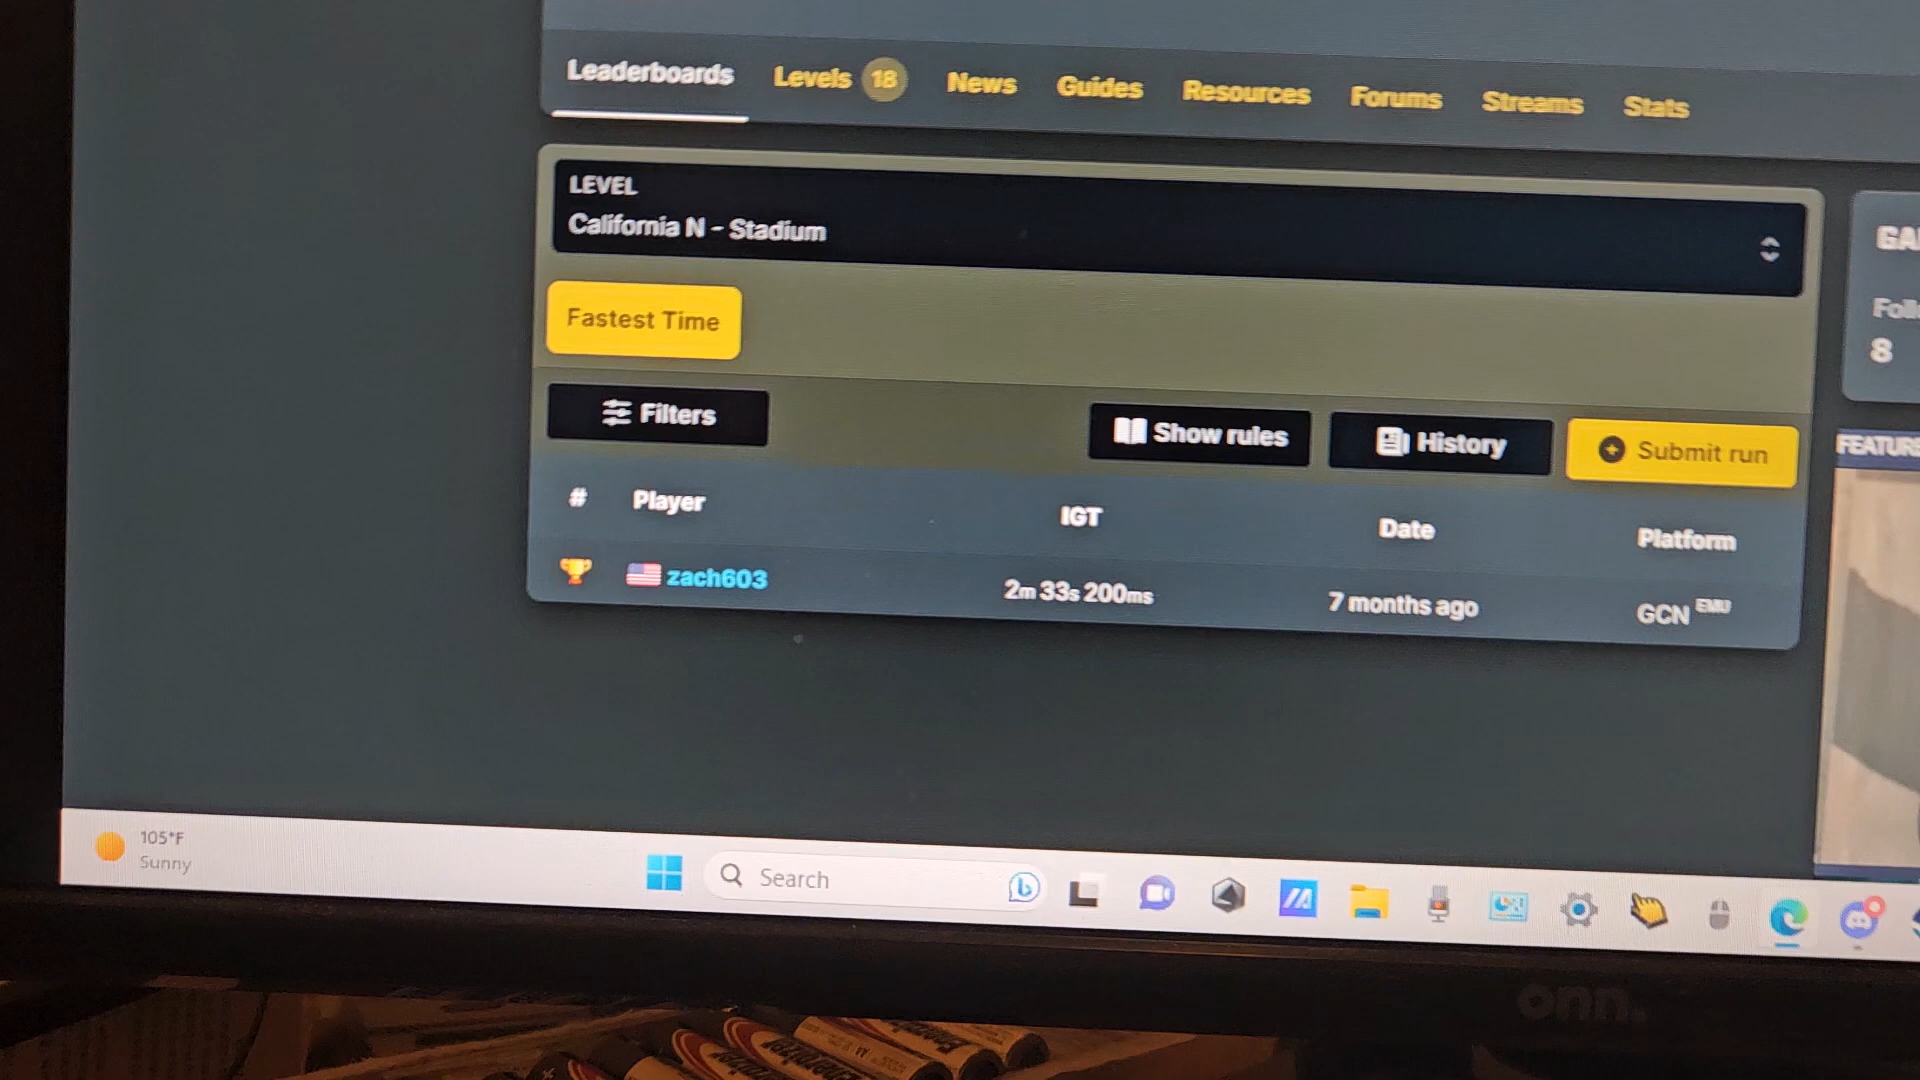 Leaderboards Levels 18 News Guides Resources Forums Streams Stats
LEVEL
California N - Stadium
Fastest Time
Filters Show rules History Submit run
# Player IGT Date Platform
zach603 2m 33s 200ms 7 months ago GCN EMU
8
105°F
Sunny
Search
onn.